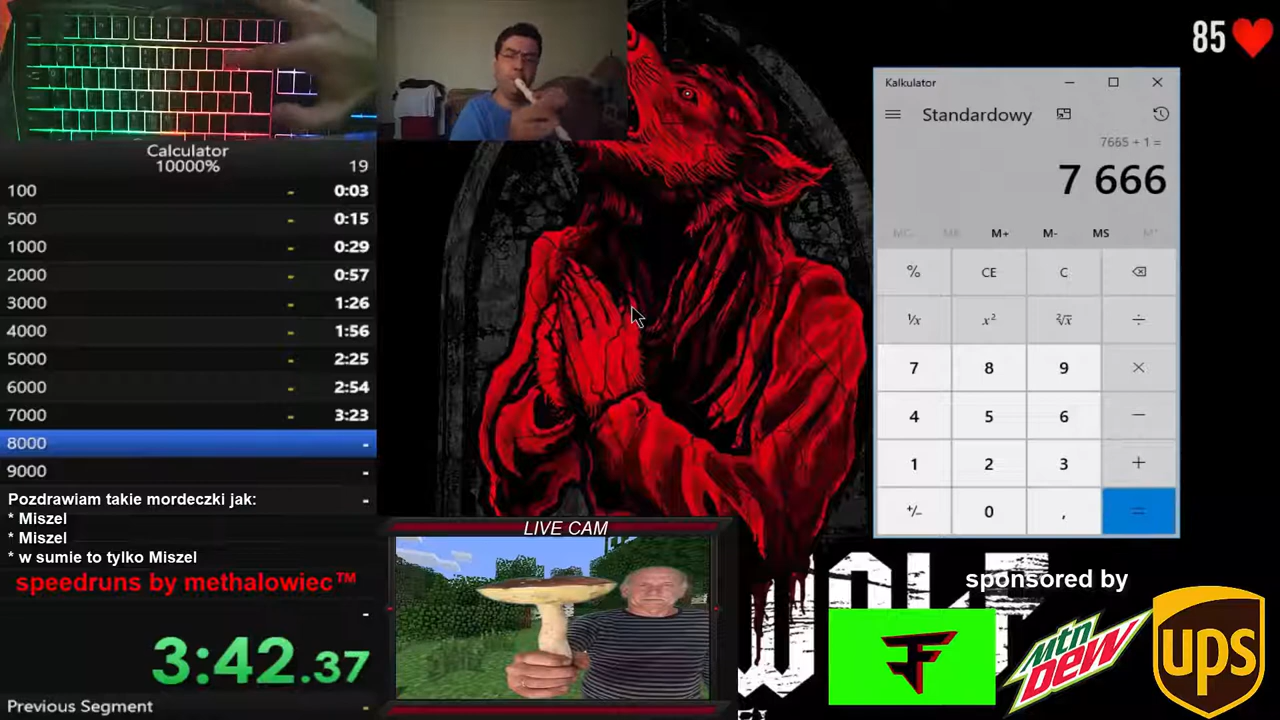 Calculator
10000% 19
100 - 0:03
500 - 0:15
1000 - 0:29
2000 - 0:57
3000 - 1:26
4000 - 1:56
5000 - 2:25
6000 - 2:54
7000 - 3:23
8000 -
9000 -
Pozdrawiam takie mordeczki jak: -
* Miszel
* Miszel
* w sumie to tylko Miszel
speedruns by methalowiec™
-
3:42.37
Previous Segment -
LIVE CAM
85
Kalkulator
Standardowy
7665 + 1 =
7 666
MC MR M+ M- MS M˅
% CE C
¹/x x² ²√x ÷
7 8 9 ×
4 5 6 −
1 2 3 +
+/− 0 , =
sponsored by
Mtn
DEW
ups